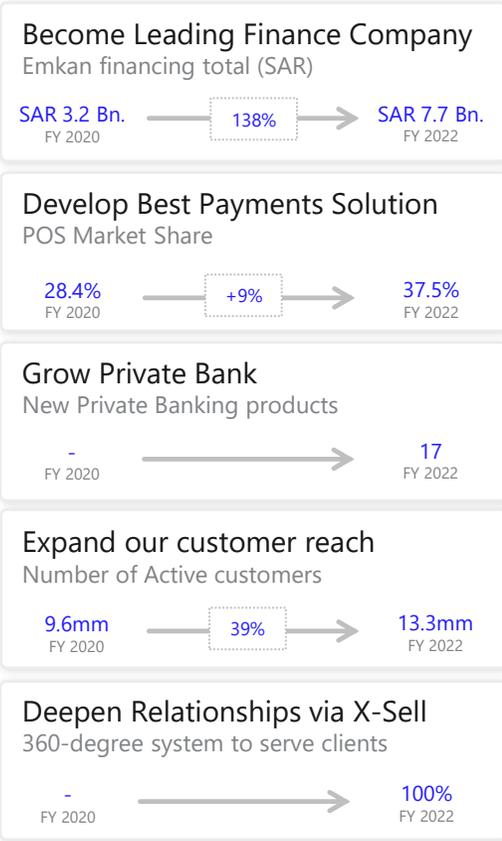 Become Leading Finance Company
Emkan financing total (SAR)
SAR 3.2 Bn. 138% SAR 7.7 Bn.
FY 2020 FY 2022
Develop Best Payments Solution
POS Market Share
28.4% +9% 37.5%
FY 2020 FY 2022
Grow Private Bank
New Private Banking products
- 17
FY 2020 FY 2022
Expand our customer reach
Number of Active customers
9.6mm 39% 13.3mm
FY 2020 FY 2022
Deepen Relationships via X-Sell
360-degree system to serve clients
- 100%
FY 2020 FY 2022